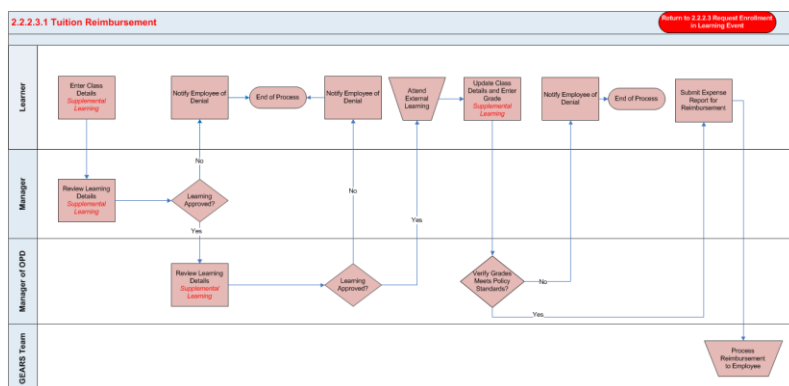 2.2.2.3.1 Tuition Reimbursement
Return to 2.2.2.3 Request Enrollment
in Learning Event
Learner
Enter Class
Details
Supplemental
Learning
Notify Employee of
Denial
End of Process
Notify Employee of
Denial
Attend
External
Learning
Update Class
Details and Enter
Grade
Supplemental
Learning
Notify Employee of
Denial
End of Process
Submit Expense
Report for
Reimbursement
No
Manager
Review Learning
Details
Supplemental
Learning
Learning
Approved?
No
Yes
Yes
Manager of OPD
Review Learning
Details
Supplemental
Learning
Learning
Approved?
Verify Grades
Meets Policy
Standards?
No
Yes
GEARS Team
Process
Reimbursement
to Employee